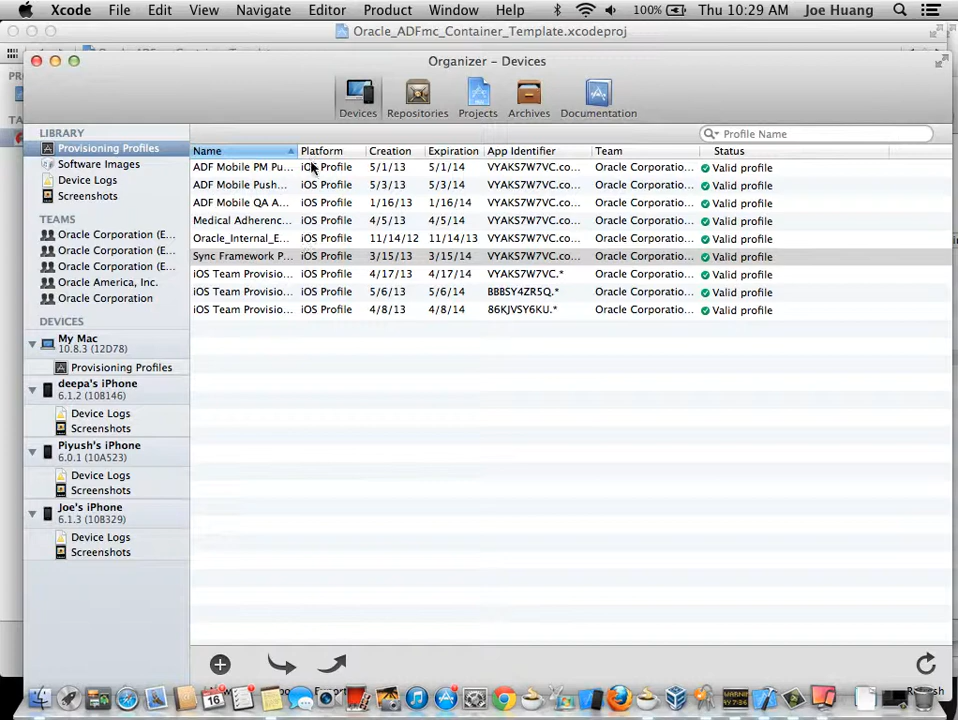 Xcode File Edit View Navigate Editor Product Window Help 100% Thu 10:29 AM Joe Huang
Oracle_ADFmc_Container_Template.xcodeproj
Organizer – Devices
Devices Repositories Projects Archives Documentation
LIBRARY
Provisioning Profiles
Software Images
Device Logs
Screenshots
TEAMS
Oracle Corporation (E...
Oracle Corporation (E...
Oracle Corporation (E...
Oracle America, Inc.
Oracle Corporation
DEVICES
My Mac
10.8.3 (12D78)
Provisioning Profiles
deepa's iPhone
6.1.2 (10B146)
Device Logs
Screenshots
Piyush's iPhone
6.0.1 (10A523)
Device Logs
Screenshots
Joe's iPhone
6.1.3 (10B329)
Device Logs
Screenshots
Profile Name
Name Platform Creation Expiration App Identifier Team Status
ADF Mobile PM Pu... iOS Profile 5/1/13 5/1/14 VYAKS7W7VC.co... Oracle Corporatio... Valid profile
ADF Mobile Push... iOS Profile 5/3/13 5/3/14 VYAKS7W7VC.co... Oracle Corporatio... Valid profile
ADF Mobile QA A... iOS Profile 1/16/13 1/16/14 VYAKS7W7VC.co... Oracle Corporatio... Valid profile
Medical Adherenc... iOS Profile 4/5/13 4/5/14 VYAKS7W7VC.co... Oracle Corporatio... Valid profile
Oracle_Internal_E... iOS Profile 11/14/12 11/14/13 VYAKS7W7VC.co... Oracle Corporatio... Valid profile
Sync Framework P... iOS Profile 3/15/13 3/15/14 VYAKS7W7VC.co... Oracle Corporatio... Valid profile
iOS Team Provisio... iOS Profile 4/17/13 4/17/14 VYAKS7W7VC.* Oracle Corporatio... Valid profile
iOS Team Provisio... iOS Profile 5/6/13 5/6/14 BBBSY4ZR5Q.* Oracle Corporatio... Valid profile
iOS Team Provisio... iOS Profile 4/8/13 4/8/14 86KJVSY6KU.* Oracle Corporatio... Valid profile